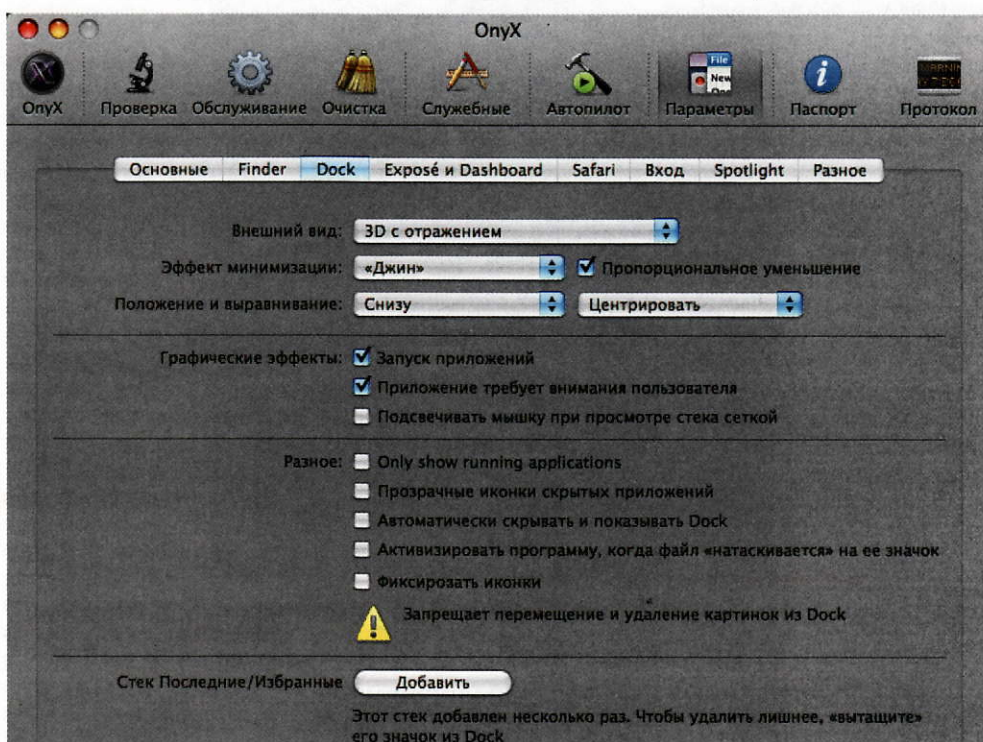 OnyX
OnyX Проверка Обслуживание Очистка Служебные Автопилот Параметры Паспорт Протокол
File
New
Основные Finder Dock Exposé и Dashboard Safari Вход Spotlight Разное
Внешний вид: 3D с отражением
Эффект минимизации: «Джин» Пропорциональное уменьшение
Положение и выравнивание: Снизу Центрировать
Графические эффекты: Запуск приложений
Приложение требует внимания пользователя
Подсвечивать мышку при просмотре стека сеткой
Разное: Only show running applications
Прозрачные иконки скрытых приложений
Автоматически скрывать и показывать Dock
Активизировать программу, когда файл «натаскивается» на ее значок
Фиксировать иконки
Запрещает перемещение и удаление картинок из Dock
Стек Последние/Избранные Добавить
Этот стек добавлен несколько раз. Чтобы удалить лишнее, «вытащите»
его значок из Dock